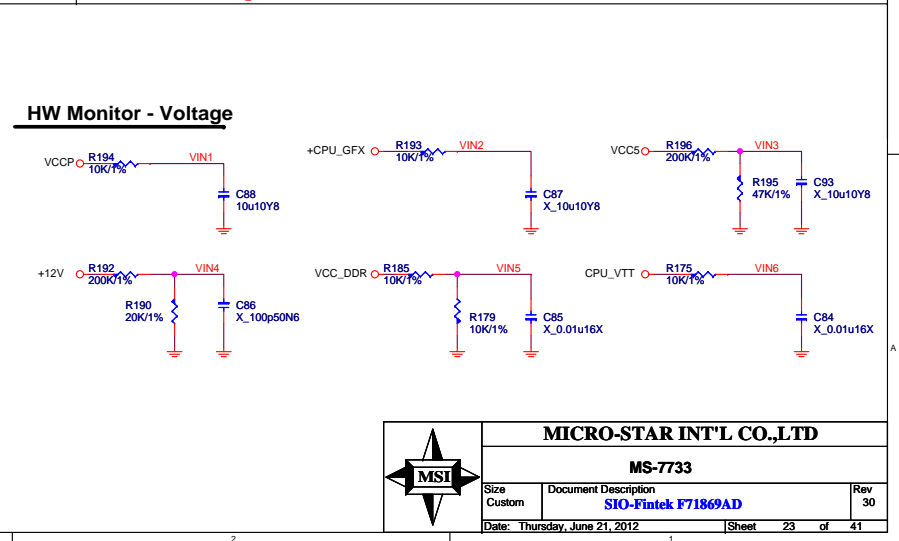 HW Monitor - Voltage
VCCP
R194
10K/1%
VIN1
C88
10u10Y8
+CPU_GFX
R193
10K/1%
VIN2
C87
X_10u10Y8
VCC5
R196
200K/1%
VIN3
R195
47K/1%
C93
X_10u10Y8
+12V
R192
200K/1%
VIN4
R190
20K/1%
C86
X_100p50N6
VCC_DDR
R185
10K/1%
VIN5
R179
10K/1%
C85
X_0.01u16X
CPU_VTT
R175
10K/1%
VIN6
C84
X_0.01u16X
A
MSI
MICRO-STAR INT'L CO.,LTD
MS-7733
Size
Custom
Document Description
SIO-Fintek F71869AD
Rev
30
Date: Thursday, June 21, 2012
Sheet 23 of 41
2
1